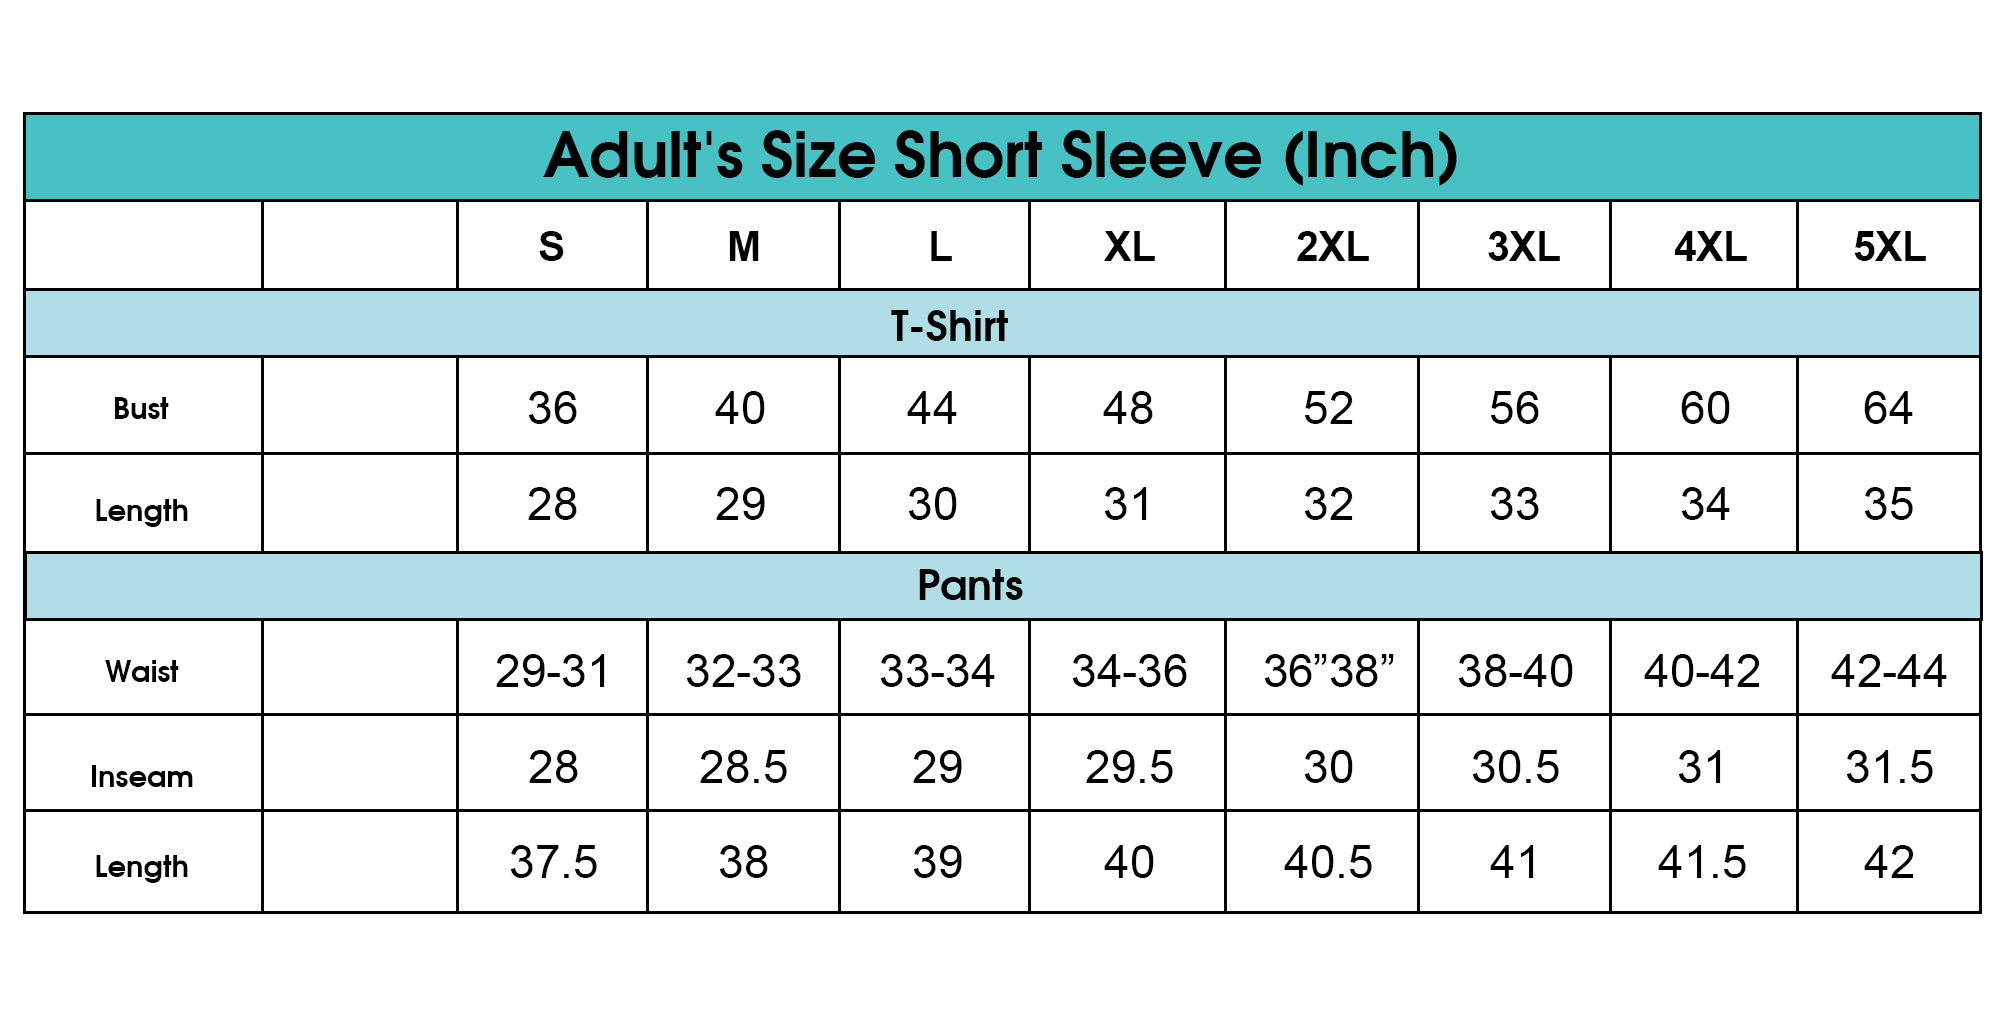 Adult's Size Short Sleeve (Inch)
S M L XL 2XL 3XL 4XL 5XL
T-Shirt
Bust 36 40 44 48 52 56 60 64
Length 28 29 30 31 32 33 34 35
Pants
Waist 29-31 32-33 33-34 34-36 36”38” 38-40 40-42 42-44
Inseam 28 28.5 29 29.5 30 30.5 31 31.5
Length 37.5 38 39 40 40.5 41 41.5 42